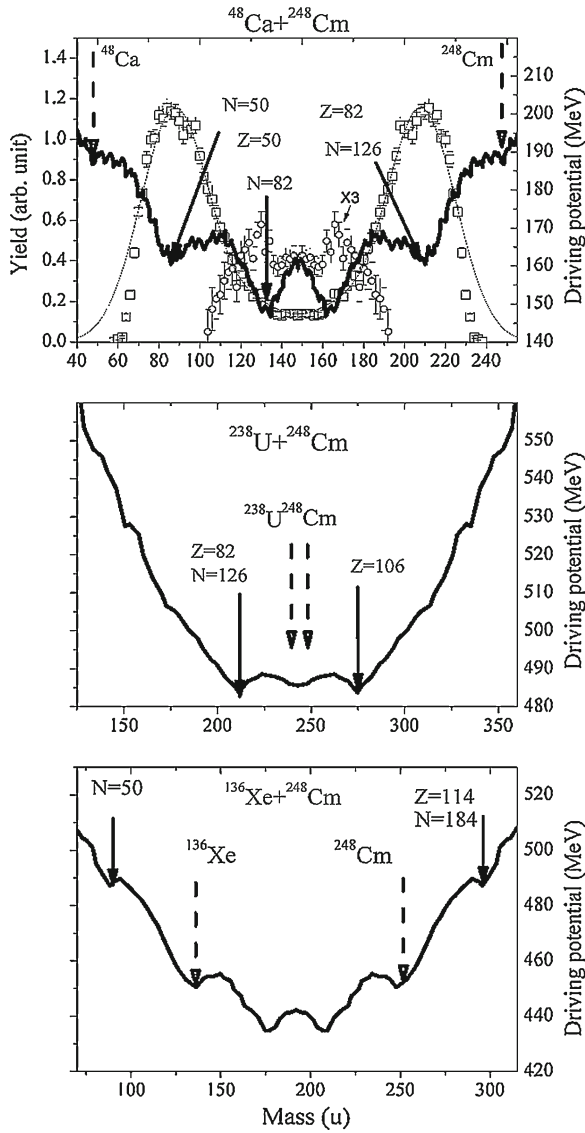 ⁴⁸Ca+²⁴⁸Cm
1.4
1.2
1.0
0.8
0.6
0.4
0.2
0.0
Yield (arb. unit)
⁴⁸Ca
²⁴⁸Cm
N=50
Z=82
Z=50
N=126
N=82
X3
210
200
190
180
170
160
150
140
Driving potential (MeV)
40 60 80 100 120 140 160 180 200 220 240
²³⁸U+²⁴⁸Cm
²³⁸U ²⁴⁸Cm
Z=82
N=126
Z=106
550
540
530
520
510
500
490
480
Driving potential (MeV)
150 200 250 300 350
N=50
¹³⁶Xe+²⁴⁸Cm
Z=114
N=184
¹³⁶Xe
²⁴⁸Cm
520
500
480
460
440
420
Driving potential (MeV)
100 150 200 250 300
Mass (u)